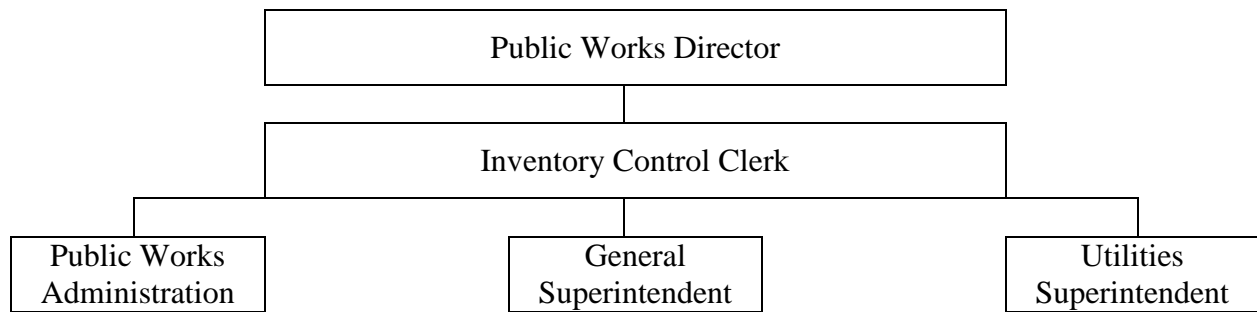 Public Works Director
Inventory Control Clerk
Public Works
Administration
General
Superintendent
Utilities
Superintendent